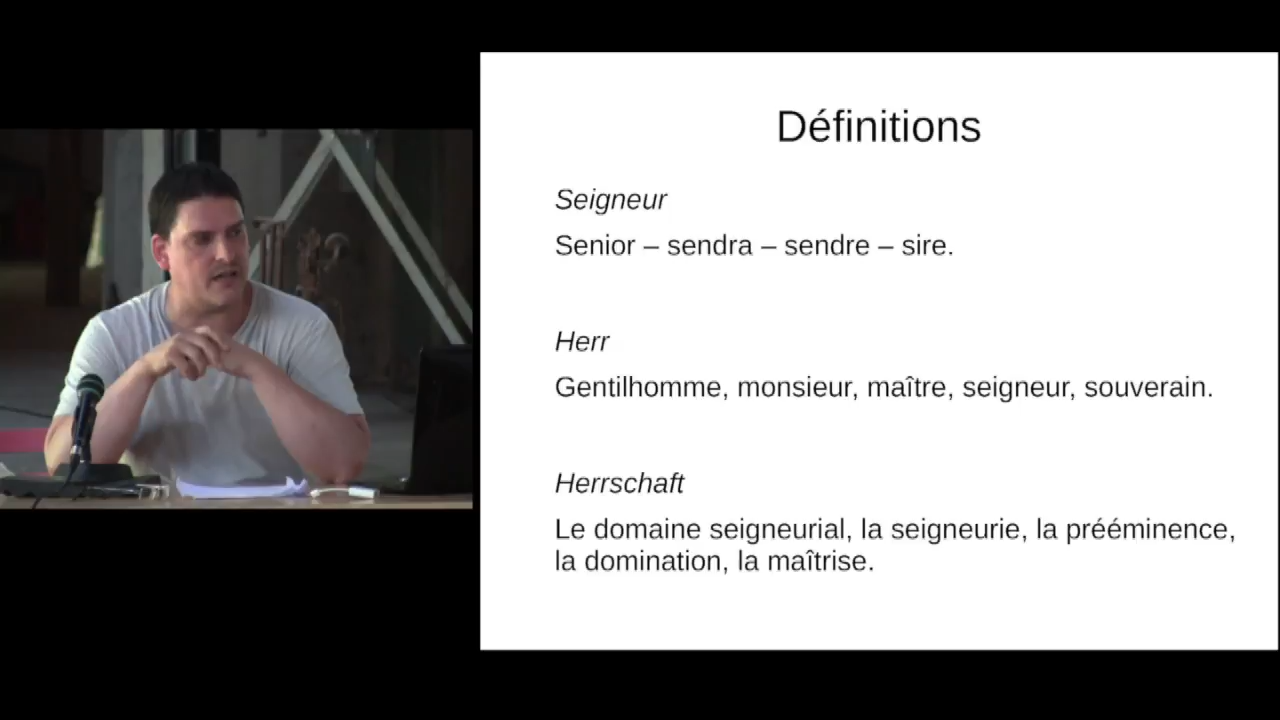 Définitions
Seigneur
Senior – sendra – sendre – sire.
Herr
Gentilhomme, monsieur, maître, seigneur, souverain.
Herrschaft
Le domaine seigneurial, la seigneurie, la prééminence,
la domination, la maîtrise.